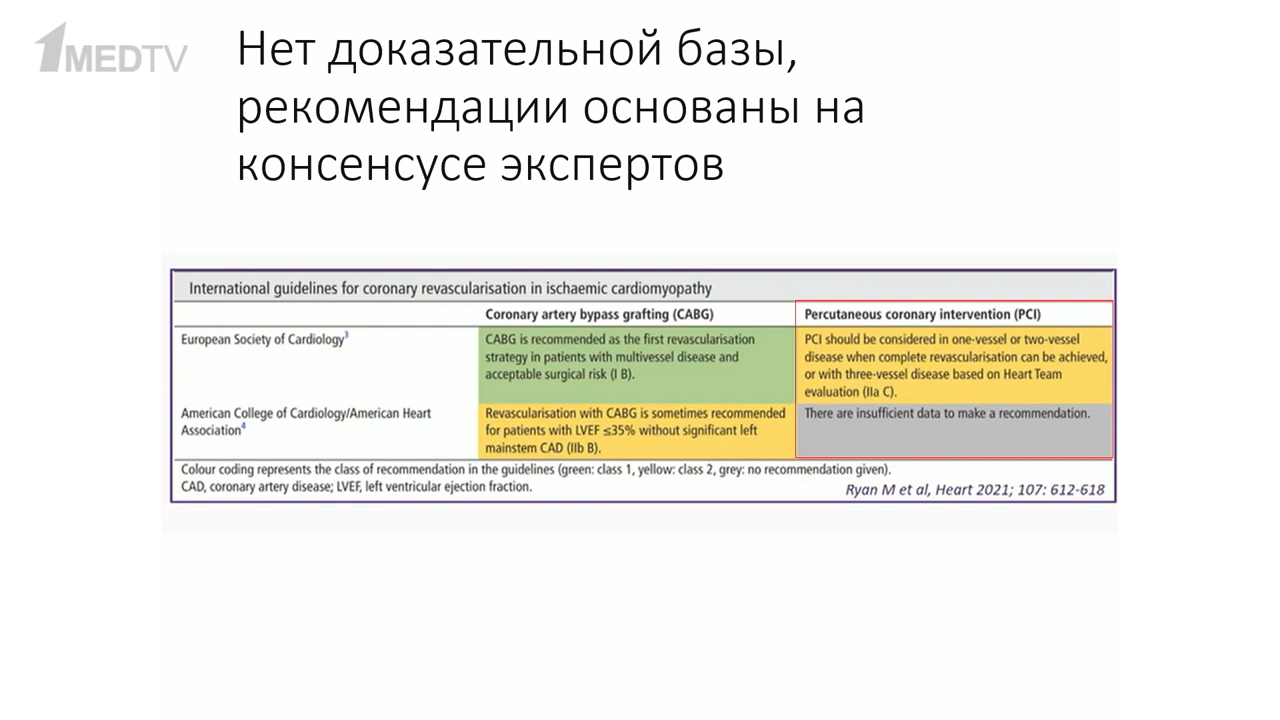 1MEDTV
Нет доказательной базы,
рекомендации основаны на
консенсусе экспертов
International guidelines for coronary revascularisation in ischaemic cardiomyopathy
Coronary artery bypass grafting (CABG)
Percutaneous coronary intervention (PCI)
European Society of Cardiology3
CABG is recommended as the first revascularisation
strategy in patients with multivessel disease and
acceptable surgical risk (I B).
PCI should be considered in one-vessel or two-vessel
disease when complete revascularisation can be achieved,
or with three-vessel disease based on Heart Team
evaluation (IIa C).
American College of Cardiology/American Heart
Association4
Revascularisation with CABG is sometimes recommended
for patients with LVEF ≤35% without significant left
mainstem CAD (IIb B).
There are insufficient data to make a recommendation.
Colour coding represents the class of recommendation in the guidelines (green: class 1, yellow: class 2, grey: no recommendation given).
CAD, coronary artery disease; LVEF, left ventricular ejection fraction.
Ryan M et al, Heart 2021; 107: 612-618